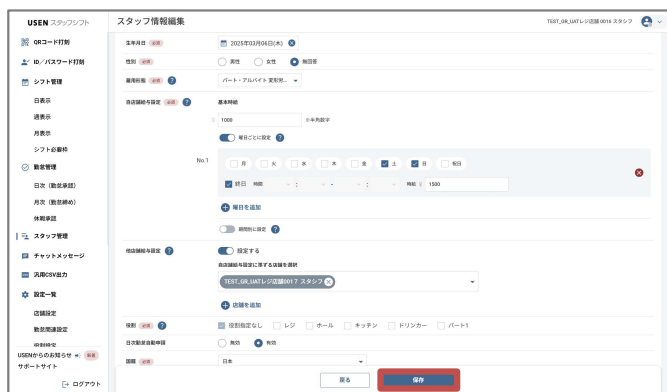 USEN スタッフシフト
QRコード打刻
ID／パスワード打刻
シフト管理
日表示
週表示
月表示
シフト必要枠
勤怠管理
日次（勤怠承認）
月次（勤怠締め）
休暇承認
スタッフ管理
チャットメッセージ
汎用CSV出力
設定一覧
店舗設定
勤怠関連設定
役割設定
USENからのお知らせ 新着
サポートサイト
ログアウト
スタッフ情報編集
TEST_GR_UATレジ店舗 0016 スタシフ
生年月日 必須 2025年03月06日(木)
性別 必須 男性 女性 無回答
雇用形態 必須 ? パート・アルバイト 変形労...
自店舗給与設定 必須 ? 基本時給
¥ 1000 ※半角数字
曜日ごとに設定 ?
No.1 月 火 水 木 金 土 日 祝日
終日 時間 : - : 時給 ¥ 1500
曜日を追加
期間別に設定 ?
他店舗給与設定 ? 設定する
自店舗給与設定に準ずる店舗を選択
TEST_GR_UATレジ店舗0017 スタシフ
店舗を追加
役割 必須 ? 役割指定なし レジ ホール キッチン ドリンカー パート1
日次勤怠自動申請 無効 有効
国籍 必須 日本
戻る 保存